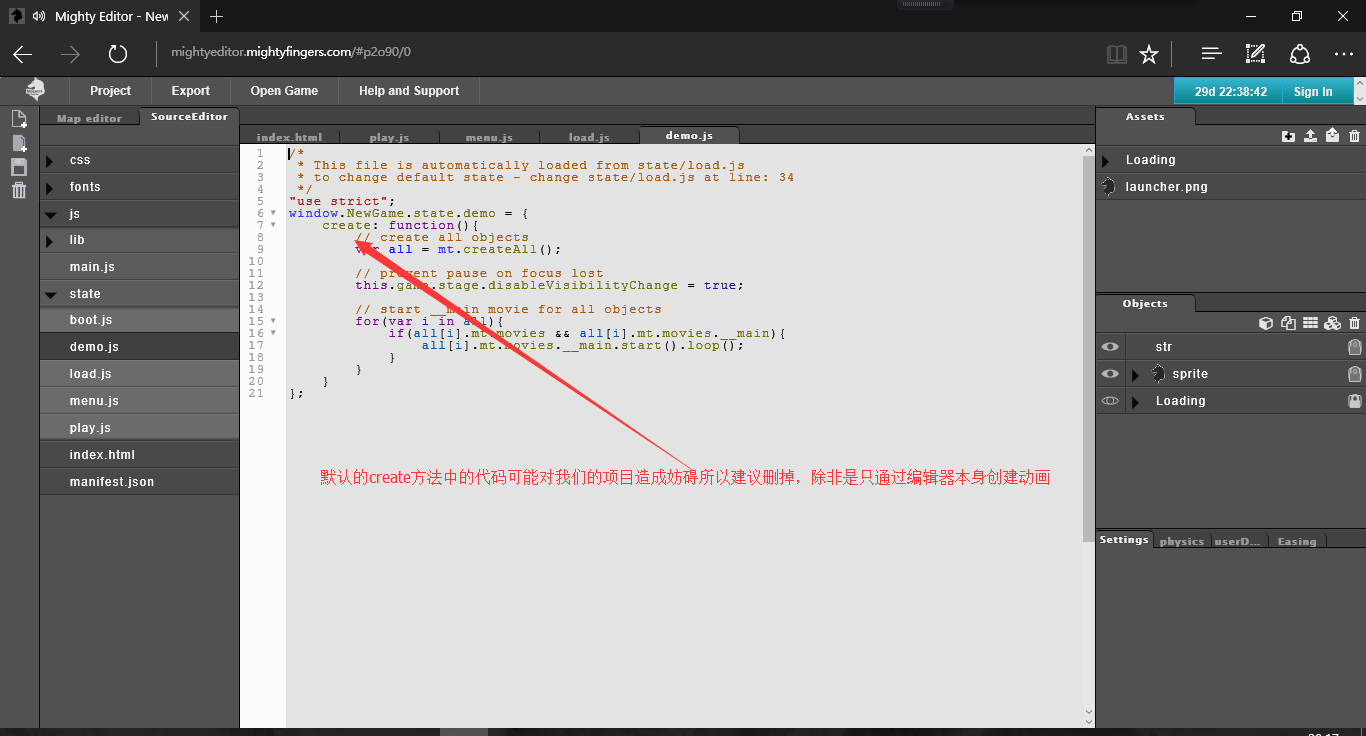 Mighty Editor - New
mightyeditor.mightyfingers.com/#p2o90/0
Project Export Open Game Help and Support 29d 22:38:42 Sign In
Map editor SourceEditor
css
fonts
js
lib
main.js
state
boot.js
demo.js
load.js
menu.js
play.js
index.html
manifest.json
index.html play.js menu.js load.js demo.js
1 /*
2 * This file is automatically loaded from state/load.js
3 * to change default state - change state/load.js at line: 34
4 */
5 "use strict";
6 window.NewGame.state.demo = {
7 create: function(){
8 // create all objects
9 var all = mt.createAll();
10
11 // prevent pause on focus lost
12 this.game.stage.disableVisibilityChange = true;
13
14 // start __main movie for all objects
15 for(var i in all){
16 if(all[i].mt.movies && all[i].mt.movies.__main){
17 all[i].mt.movies.__main.start().loop();
18 }
19 }
20 }
21 };
默认的create方法中的代码可能对我们的项目造成妨碍所以建议删掉，除非是只通过编辑器本身创建动画
Assets
Loading
launcher.png
Objects
str
sprite
Loading
Settings physics userD... Easing